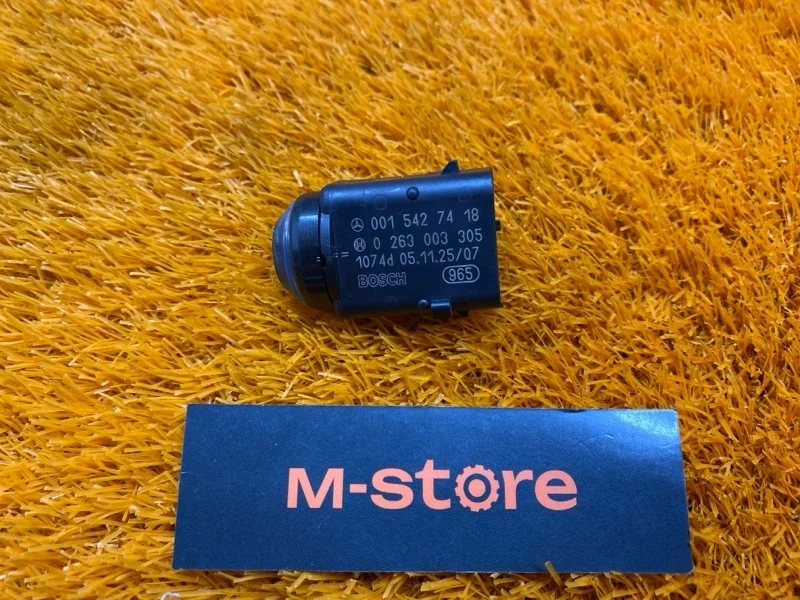 001 542 74 18
0 263 003 305
1074d 05.11.25/07
BOSCH 965
M-store